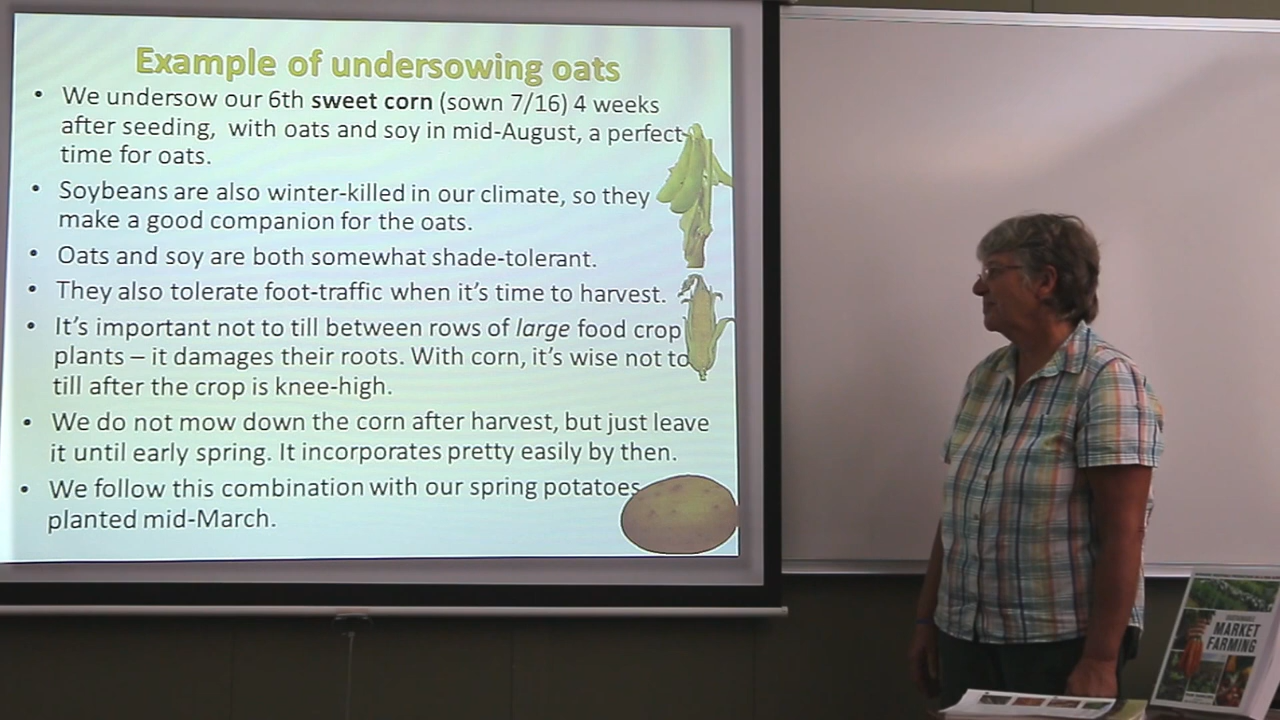 Example of undersowing oats
• We undersow our 6th sweet corn (sown 7/16) 4 weeks
after seeding, with oats and soy in mid-August, a perfect
time for oats.
• Soybeans are also winter-killed in our climate, so they
make a good companion for the oats.
• Oats and soy are both somewhat shade-tolerant.
• They also tolerate foot-traffic when it's time to harvest.
• It's important not to till between rows of large food crop
plants – it damages their roots. With corn, it's wise not to
till after the crop is knee-high.
• We do not mow down the corn after harvest, but just leave
it until early spring. It incorporates pretty easily by then.
• We follow this combination with our spring potatoes
planted mid-March.
SUSTAINABLE
MARKET
FARMING